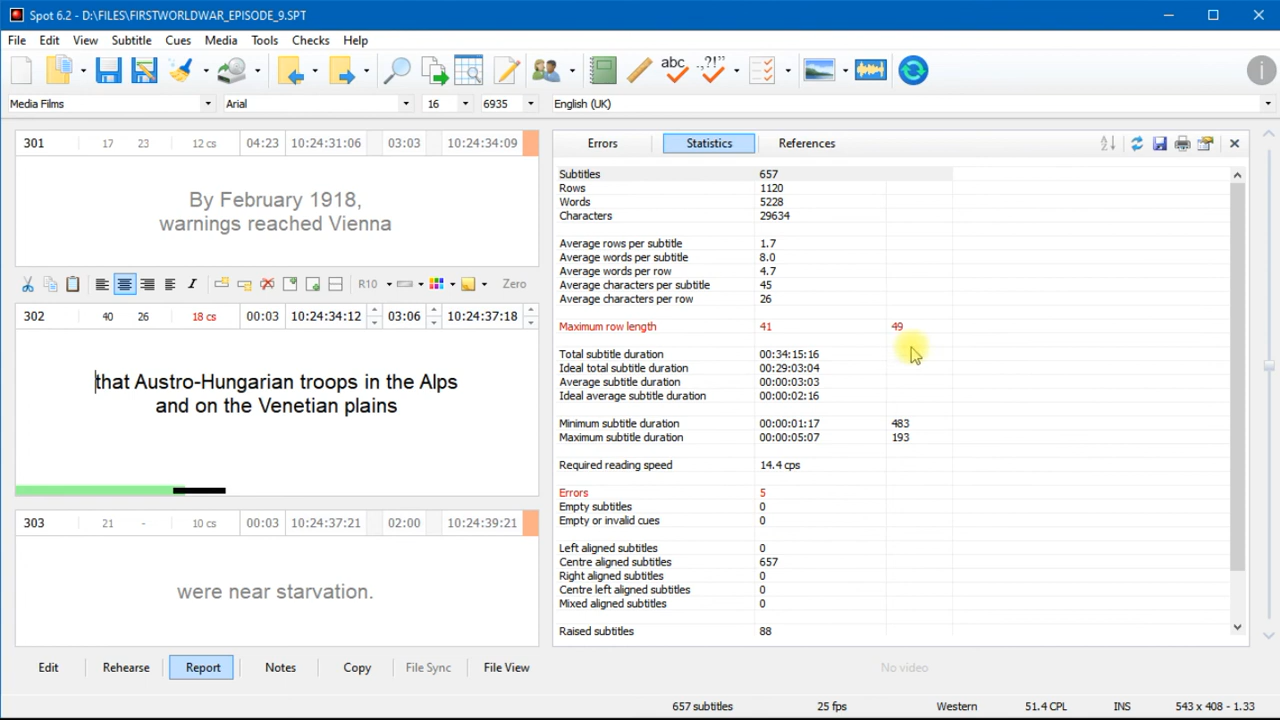 Spot 6.2 - D:\FILES\FIRSTWORLDWAR_EPISODE_9.SPT
File Edit View Subtitle Cues Media Tools Checks Help
abc .,?!"
Media Films Arial 16 6935 English (UK)
301 17 23 12 cs 04:23 10:24:31:06 03:03 10:24:34:09
By February 1918,
warnings reached Vienna
I R10 Zero
302 40 26 18 cs 00:03 10:24:34:12 03:06 10:24:37:18
that Austro-Hungarian troops in the Alps
and on the Venetian plains
303 21 - 10 cs 00:03 10:24:37:21 02:00 10:24:39:21
were near starvation.
Errors Statistics References
Subtitles 657
Rows 1120
Words 5228
Characters 29634
Average rows per subtitle 1.7
Average words per subtitle 8.0
Average words per row 4.7
Average characters per subtitle 45
Average characters per row 26
Maximum row length 41 49
Total subtitle duration 00:34:15:16
Ideal total subtitle duration 00:29:03:04
Average subtitle duration 00:00:03:03
Ideal average subtitle duration 00:00:02:16
Minimum subtitle duration 00:00:01:17 483
Maximum subtitle duration 00:00:05:07 193
Required reading speed 14.4 cps
Errors 5
Empty subtitles 0
Empty or invalid cues 0
Left aligned subtitles 0
Centre aligned subtitles 657
Right aligned subtitles 0
Centre left aligned subtitles 0
Mixed aligned subtitles 0
Raised subtitles 88
Edit Rehearse Report Notes Copy File Sync File View No video
657 subtitles 25 fps Western 51.4 CPL INS 543 x 408 - 1.33